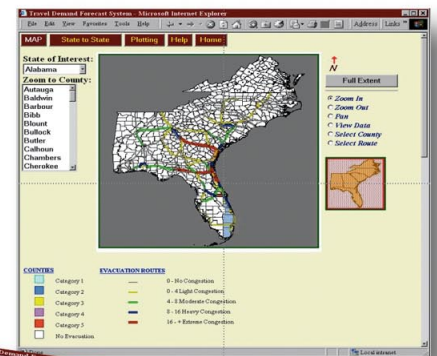 Travel Demand Forecast System - Microsoft Internet Explorer
File Edit View Favorites Tools Help Address Links
MAP State to State Plotting Help Home
State of Interest:
Alabama
Zoom to County:
Autauga
Baldwin
Barbour
Bibb
Blount
Bullock
Butler
Calhoun
Chambers
Cherokee
N
Full Extent
Zoom In
Zoom Out
Pan
View Data
Select County
Select Route
COUNTIES
Category 1
Category 2
Category 3
Category 4
Category 5
No Evacuation
EVACUATION ROUTES
0 - No Congestion
0 - 4 Light Congestion
4 - 8 Moderate Congestion
8 - 16 Heavy Congestion
16 - + Extreme Congestion
Local intranet